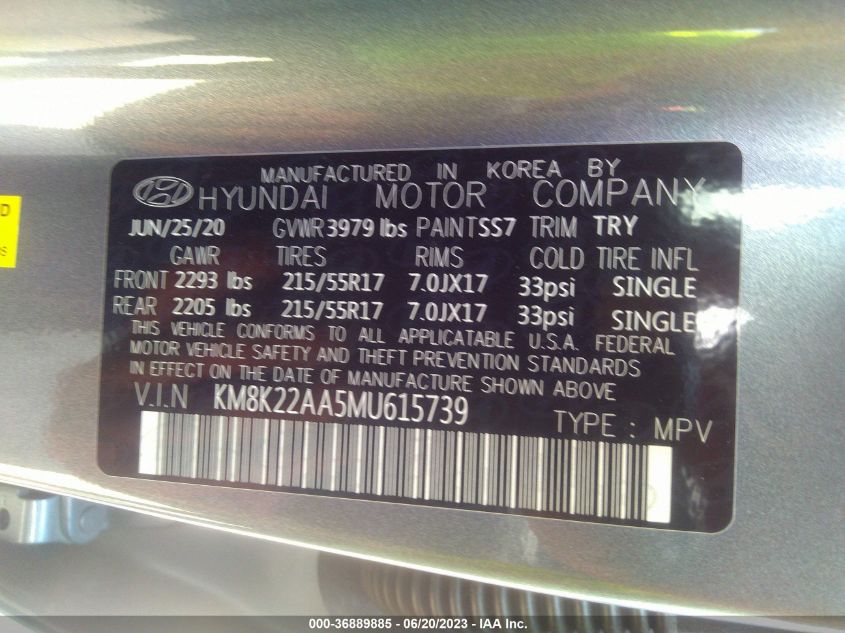 MANUFACTURED IN KOREA BY
HYUNDAI MOTOR COMPANY
JUN/25/20 GVWR 3979 lbs PAINT SS7 TRIM TRY
GAWR TIRES RIMS COLD TIRE INFL
FRONT 2293 lbs 215/55R17 7.0JX17 33psi SINGLE
REAR 2205 lbs 215/55R17 7.0JX17 33psi SINGLE
THIS VEHICLE CONFORMS TO ALL APPLICATABLE U.S.A. FEDERAL
MOTOR VEHICLE SAFETY AND THEFT PREVENTION STANDARDS
IN EFFECT ON THE DATE OF MANUFACTURE SHOWN ABOVE
V.I.N KM8K22AA5MU615739
TYPE : MPV
000-36889885 - 06/20/2023 - IAA Inc.